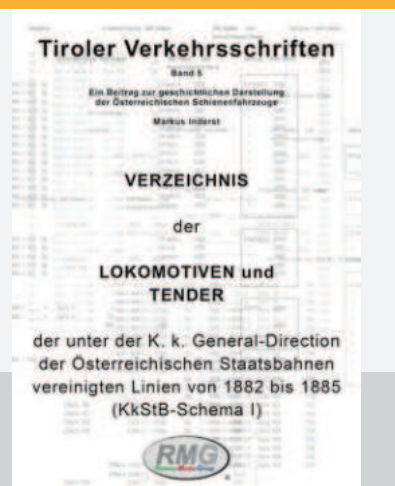 Tiroler Verkehrsschriften
Band 5
Ein Beitrag zur geschichtlichen Darstellung
der Österreichischen Schienenfahrzeuge
Markus Inderst
VERZEICHNIS
der
LOKOMOTIVEN und
TENDER
der unter der K. k. General-Direction
der Österreichischen Staatsbahnen
vereinigten Linien von 1882 bis 1885
(KkStB-Schema I)
RMG